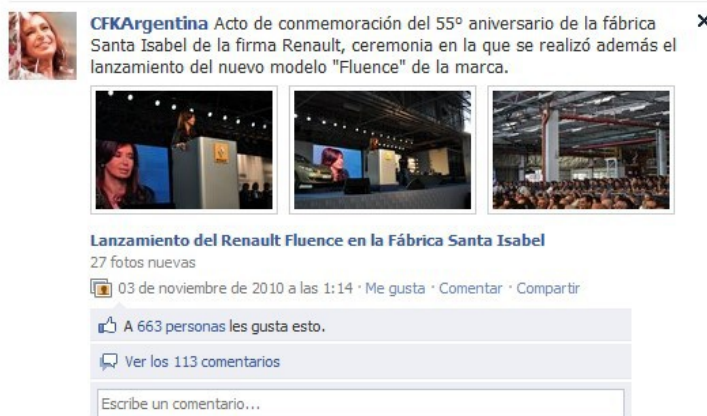 CFKArgentina Acto de conmemoración del 55º aniversario de la fábrica
Santa Isabel de la firma Renault, ceremonia en la que se realizó además el
lanzamiento del nuevo modelo "Fluence" de la marca.
Lanzamiento del Renault Fluence en la Fábrica Santa Isabel
27 fotos nuevas
03 de noviembre de 2010 a las 1:14 · Me gusta · Comentar · Compartir
A 663 personas les gusta esto.
Ver los 113 comentarios
Escribe un comentario...